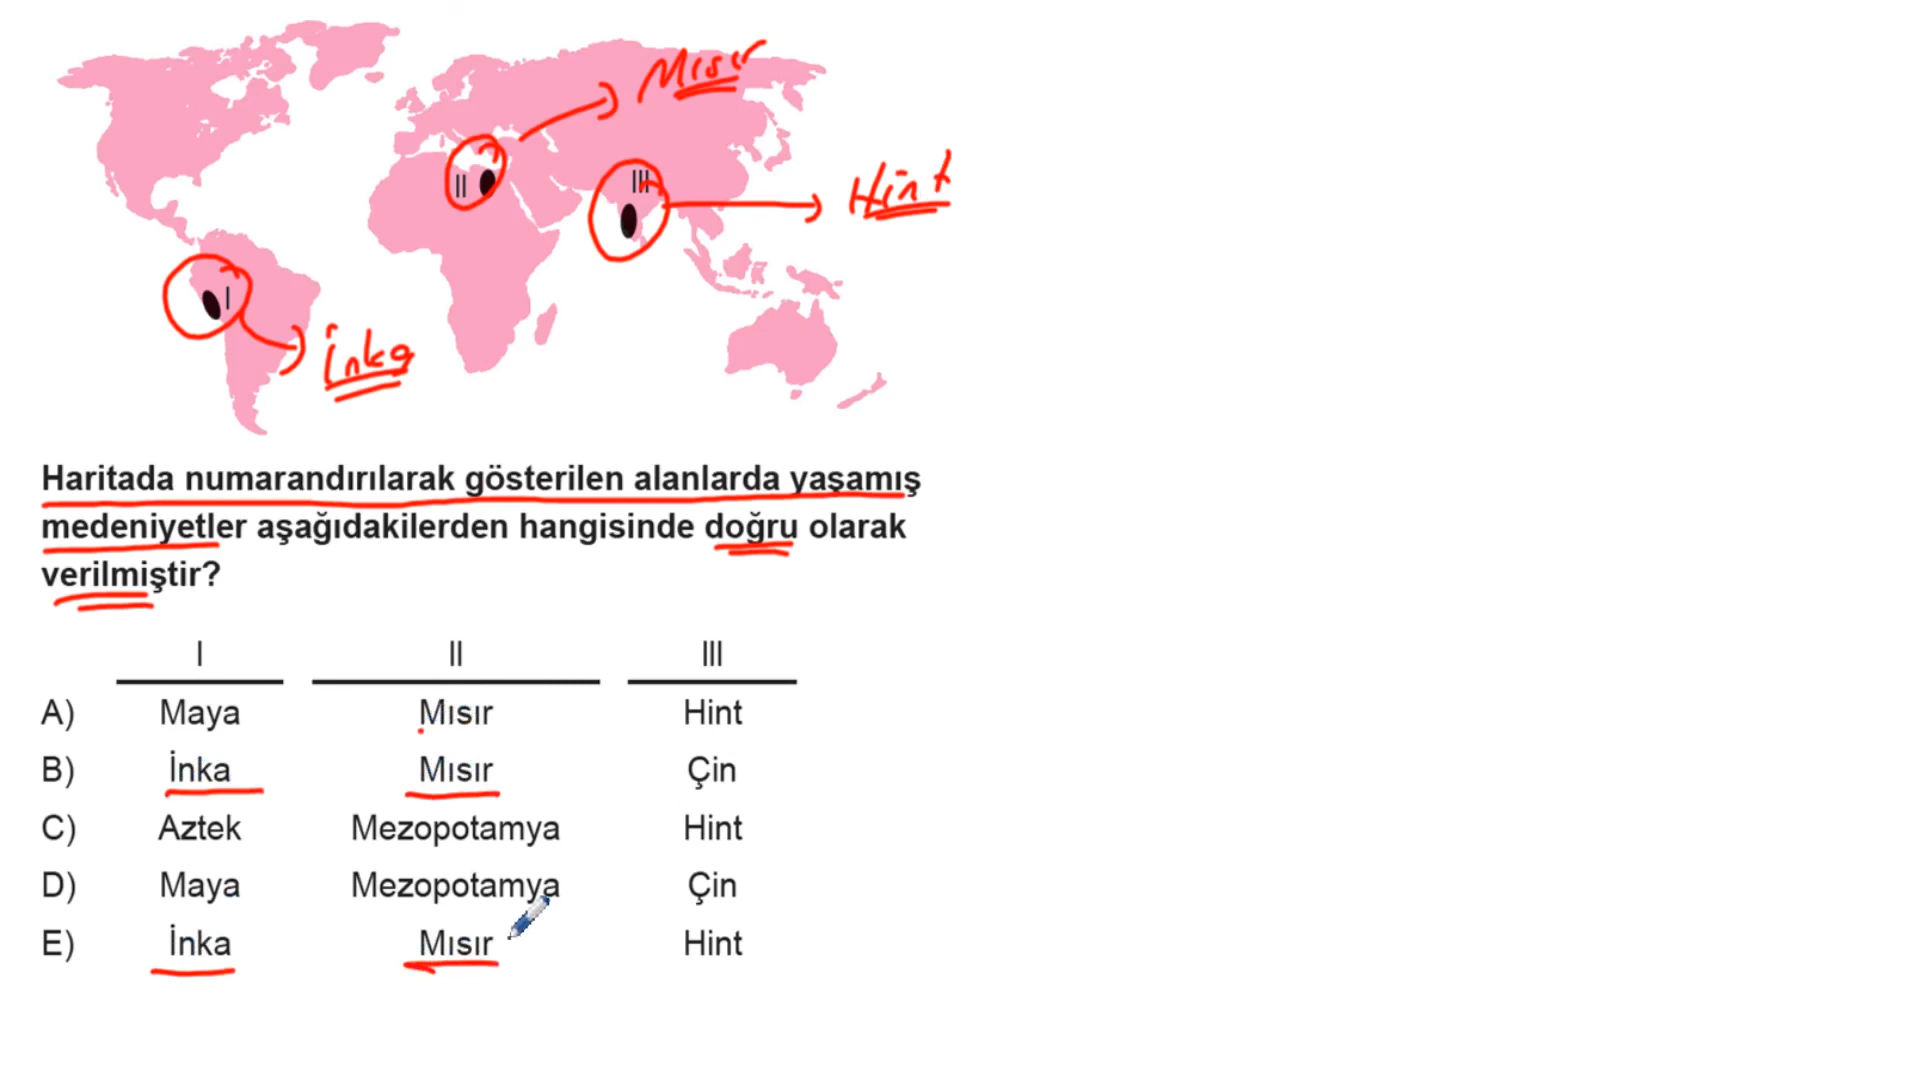 Mısır
II
III
Hint
I
İnka
Haritada numarandırılarak gösterilen alanlarda yaşamış
medeniyetler aşağıdakilerden hangisinde doğru olarak
verilmiştir?
I II III
A) Maya Mısır Hint
B) İnka Mısır Çin
C) Aztek Mezopotamya Hint
D) Maya Mezopotamya Çin
E) İnka Mısır Hint